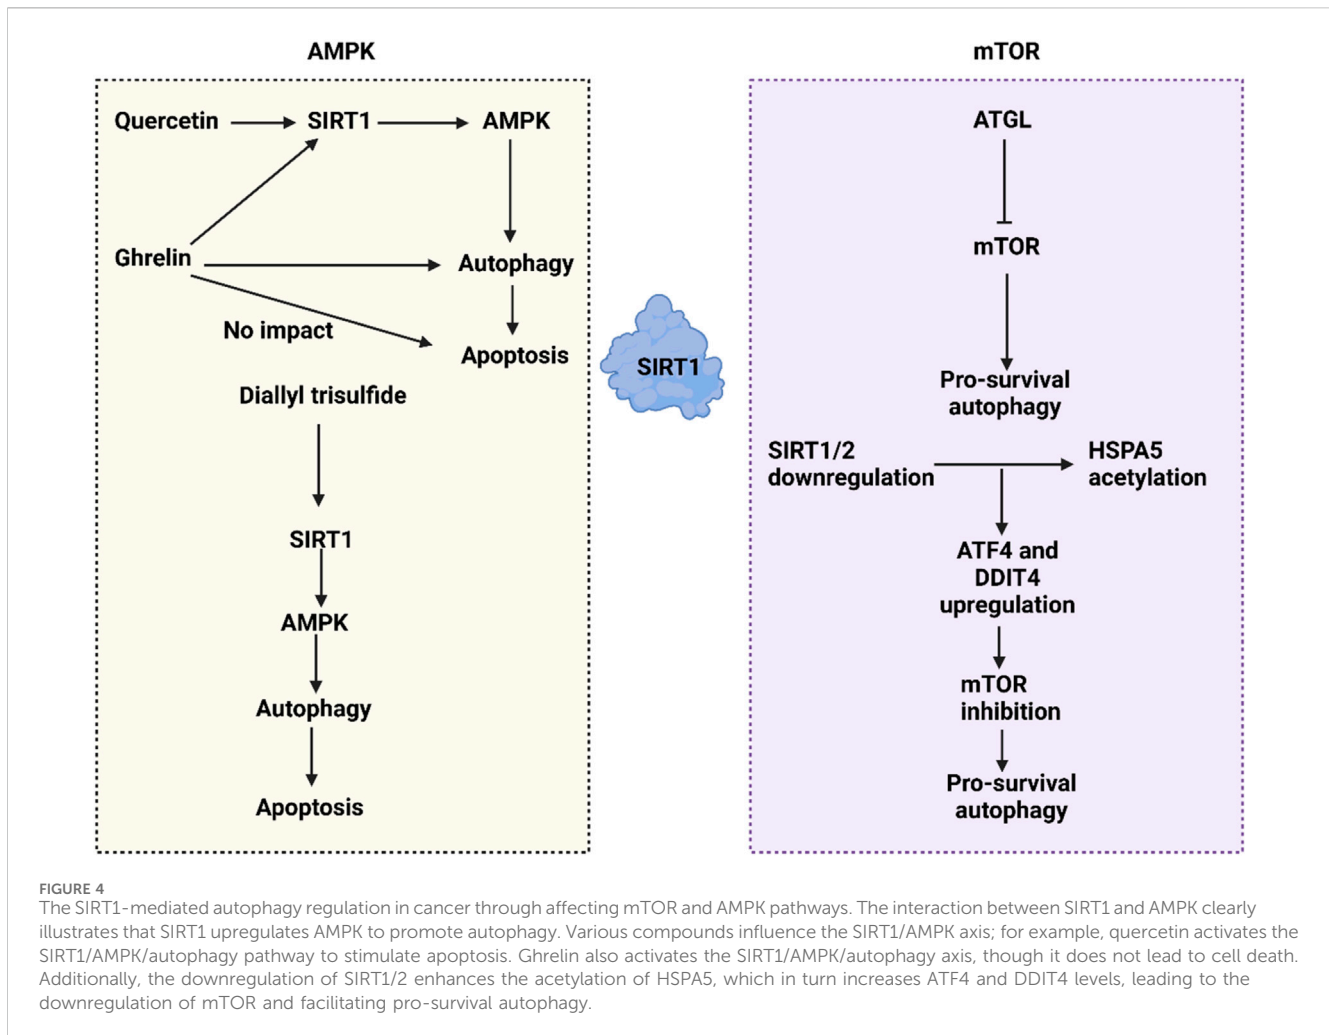 AMPK
Quercetin
SIRT1
AMPK
Ghrelin
Autophagy
No impact
Apoptosis
Diallyl trisulfide
SIRT1
AMPK
Autophagy
Apoptosis
SIRT1
mTOR
ATGL
mTOR
Pro-survival
autophagy
SIRT1/2
downregulation
HSPA5
acetylation
ATF4 and
DDIT4
upregulation
mTOR
inhibition
Pro-survival
autophagy
FIGURE 4
The SIRT1-mediated autophagy regulation in cancer through affecting mTOR and AMPK pathways. The interaction between SIRT1 and AMPK clearly
illustrates that SIRT1 upregulates AMPK to promote autophagy. Various compounds influence the SIRT1/AMPK axis; for example, quercetin activates the
SIRT1/AMPK/autophagy pathway to stimulate apoptosis. Ghrelin also activates the SIRT1/AMPK/autophagy axis, though it does not lead to cell death.
Additionally, the downregulation of SIRT1/2 enhances the acetylation of HSPA5, which in turn increases ATF4 and DDIT4 levels, leading to the
downregulation of mTOR and facilitating pro-survival autophagy.